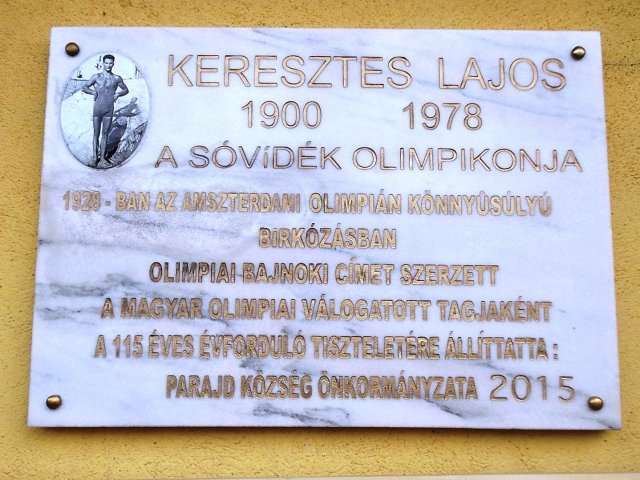 KERESZTES LAJOS
1900 1978
A SÓVíDÉK OLIMPIKONJA
1928 - BAN AZ AMSZTERDAMI OLIMPIÁN KÖNNYŰSÚLYÚ
BIRKÓZÁSBAN
OLIMPIAI BAJNOKI CÍMET SZERZETT
A MAGYAR OLIMPIAI VÁLOGATOTT TAGJAKÉNT
A 115 ÉVES ÉVFORDULÓ TISZTELETÉRE ÁLLÍTTATTA :
PARAJD KÖZSÉG ÖNKORMÁNYZATA 2015